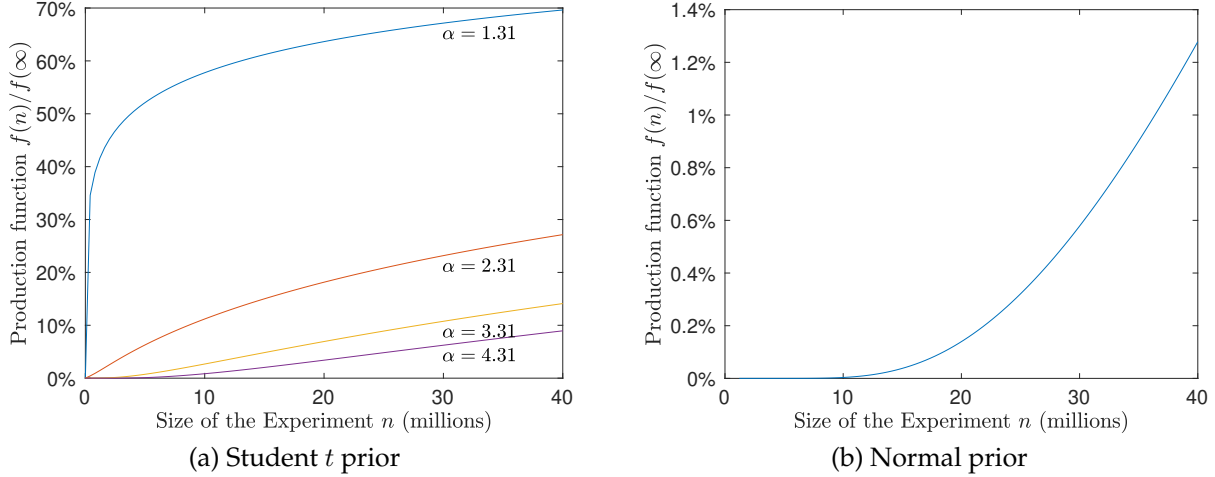 70%
60%
50%
40%
30%
20%
10%
0%
0
10
20
30
40
Production function f(n)/f(∞)
Size of the Experiment n (millions)
α = 1.31
α = 2.31
α = 3.31
α = 4.31
(a) Student t prior
1.4%
1.2%
1%
0.8%
0.6%
0.4%
0.2%
0%
0
10
20
30
40
Production function f(n)/f(∞)
Size of the Experiment n (millions)
(b) Normal prior